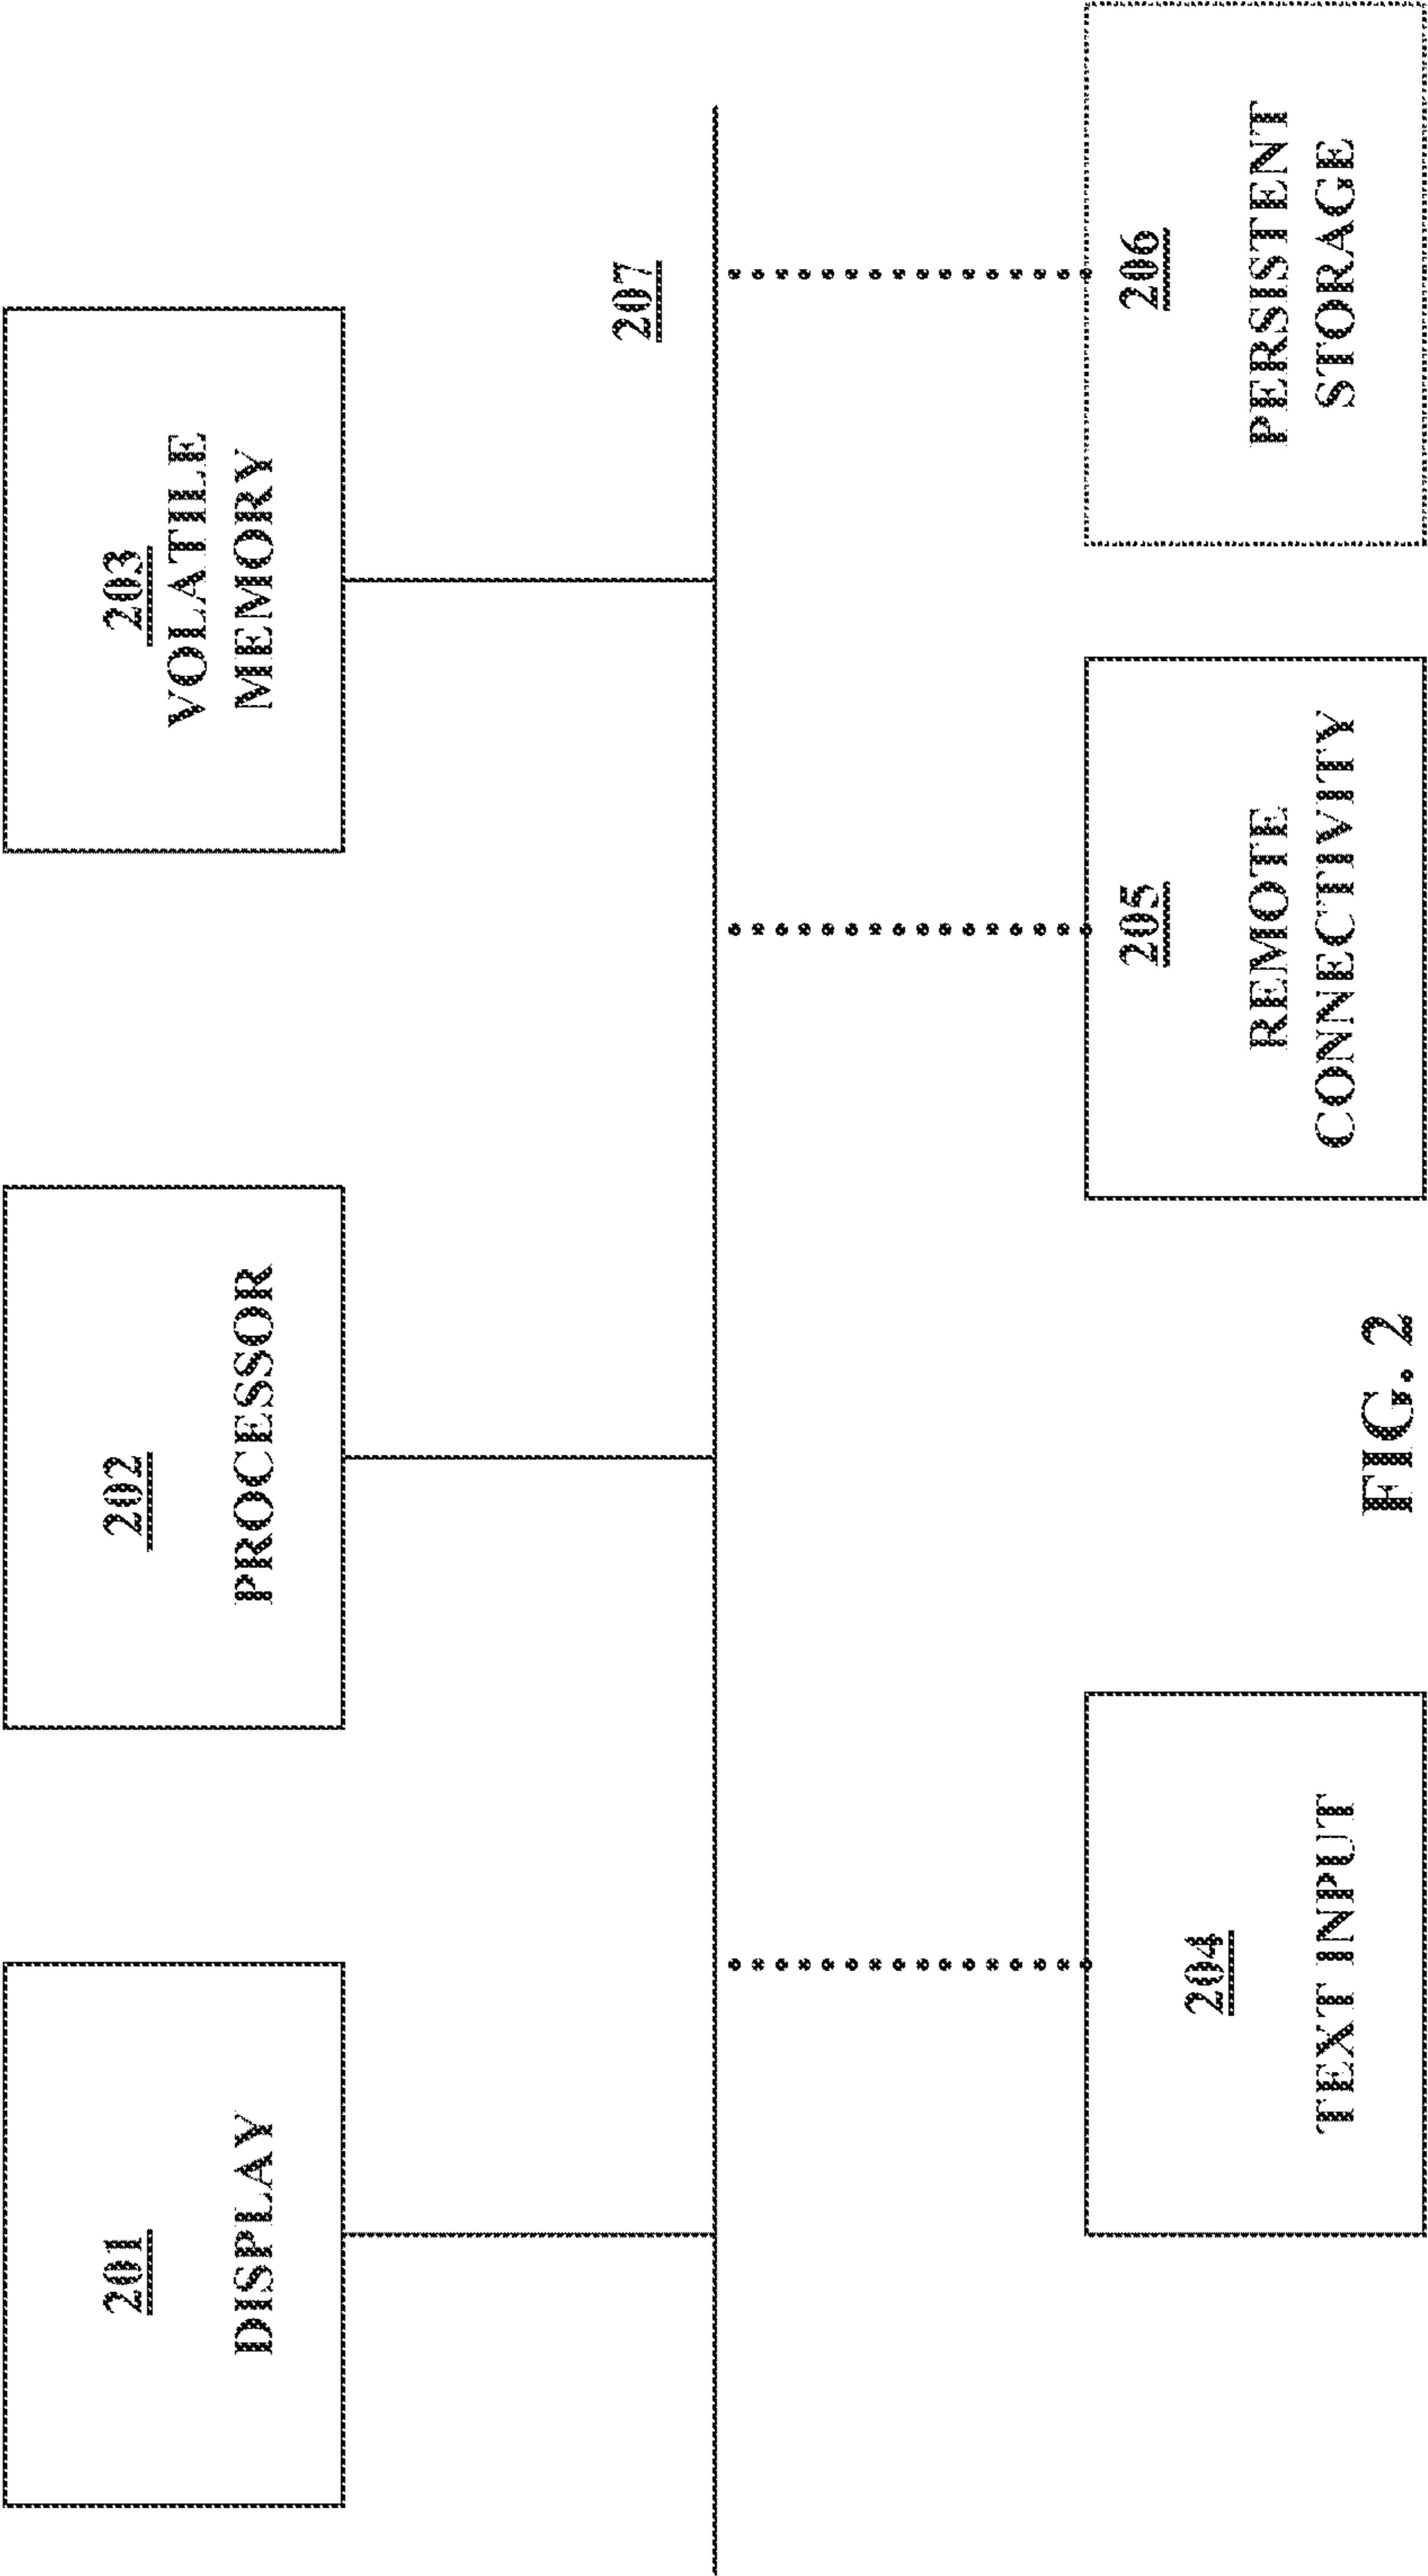 201
DISPLAY
202
PROCESSOR
203
VOLATILE
MEMORY
207
204
TEXT INPUT
205
REMOTE
CONNECTIVITY
206
PERSISTENT
STORAGE
FIG. 2